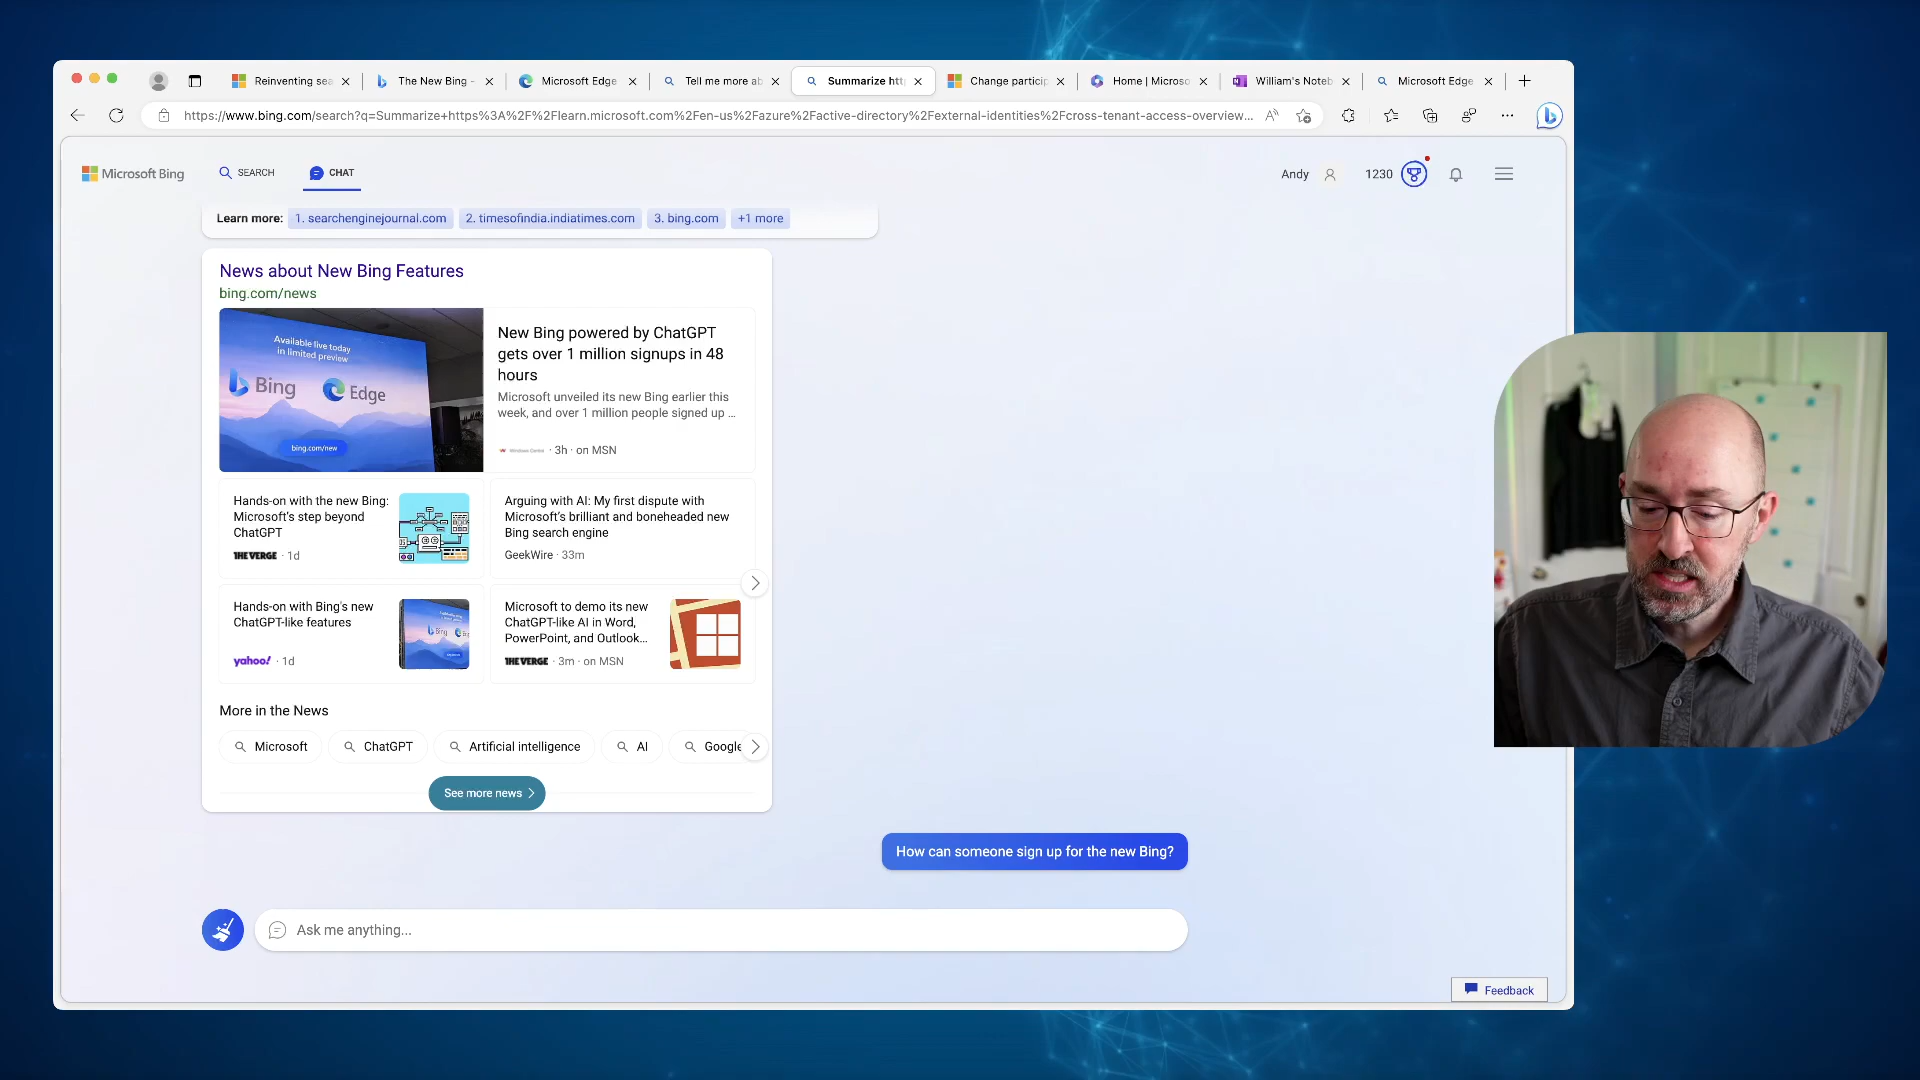 Reinventing sea
The New Bing -
Microsoft Edge
Tell me more ab
Summarize htt
Change particip
Home | Microso
William's Noteb
Microsoft Edge
https://www.bing.com/search?q=Summarize+https%3A%2F%2Flearn.microsoft.com%2Fen-us%2Fazure%2Factive-directory%2Fexternal-identities%2Fcross-tenant-access-overview...
Microsoft Bing
SEARCH
CHAT
Andy
1230
Learn more: 1. searchenginejournal.com 2. timesofindia.indiatimes.com 3. bing.com +1 more
News about New Bing Features
bing.com/news
Available live today
in limited preview
Bing
Edge
bing.com/new
New Bing powered by ChatGPT
gets over 1 million signups in 48
hours
Microsoft unveiled its new Bing earlier this
week, and over 1 million people signed up ...
Windows Central · 3h · on MSN
Hands-on with the new Bing:
Microsoft's step beyond
ChatGPT
THE VERGE · 1d
Arguing with AI: My first dispute with
Microsoft's brilliant and boneheaded new
Bing search engine
GeekWire · 33m
Hands-on with Bing's new
ChatGPT-like features
yahoo! · 1d
Bing
Microsoft to demo its new
ChatGPT-like AI in Word,
PowerPoint, and Outlook...
THE VERGE · 3m · on MSN
More in the News
Microsoft
ChatGPT
Artificial intelligence
AI
Google
See more news
How can someone sign up for the new Bing?
Ask me anything...
Feedback